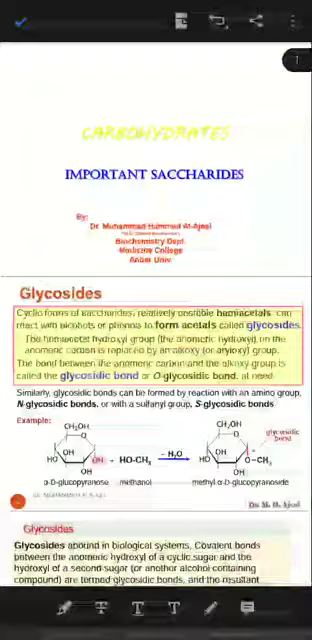 1
CARBOHYDRATES
IMPORTANT SACCHARIDES
By:
Dr. Muhammad Hammed Al-Ajeal
Biochemistry Dept.
Medicine College
Anbar Univ.
Glycosides
Cyclic forms of saccharides, relatively unstable hemiacetals, can
react with alcohols or phenols to form acetals called glycosides.
The hemiacetal hydroxyl group (the anomeric hydroxyl) on the
anomeric carbon is replaced by an alkoxy (or aryloxy) group.
The bond between the anomeric carbon and the alkoxy group is
called the glycosidic bond or O-glycosidic bond, at need.
Similarly, glycosidic bonds can be formed by reaction with an amino group,
N-glycosidic bonds, or with a sulfanyl group, S-glycosidic bonds
Example:
CH₂OH
O
HO
OH
OH
OH
+ HO-CH₃
- H₂O
CH₂OH
O
HO
OH
O-CH₃
OH
glycosidic
bond
α-D-glucopyranose methanol methyl α-D-glucopyranoside
Dr. M. H. Ajeal
Glycosides
Glycosides abound in biological systems. Covalent bonds
between the anomeric hydroxyl of a cyclic sugar and the
hydroxyl of a second sugar (or another alcohol containing
compound) are termed glycosidic bonds, and the resultant
T T T